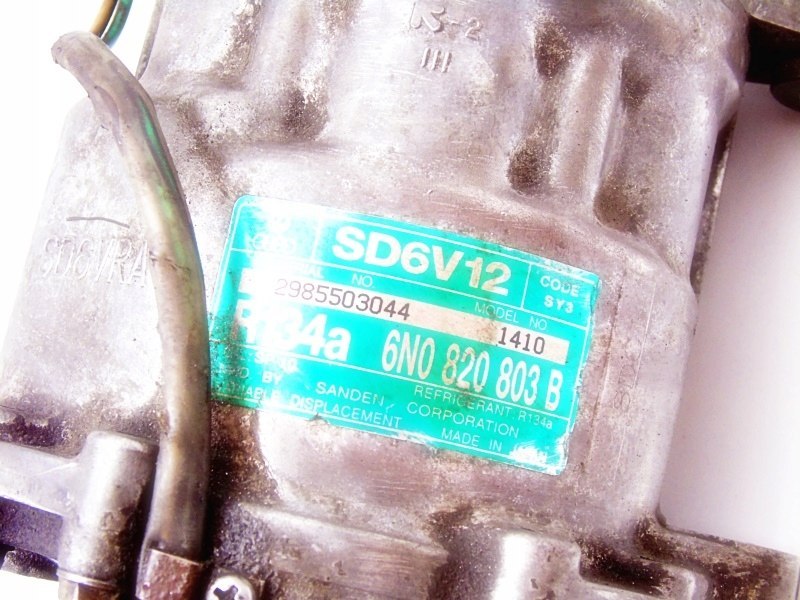 SD6V12
CODE
SY3
NO.
2985503044
MODEL NO
1410
R134a
6N0 820 803 B
REFRIGERANT R134a
BY SANDEN CORPORATION
DISPLACEMENT
MADE IN